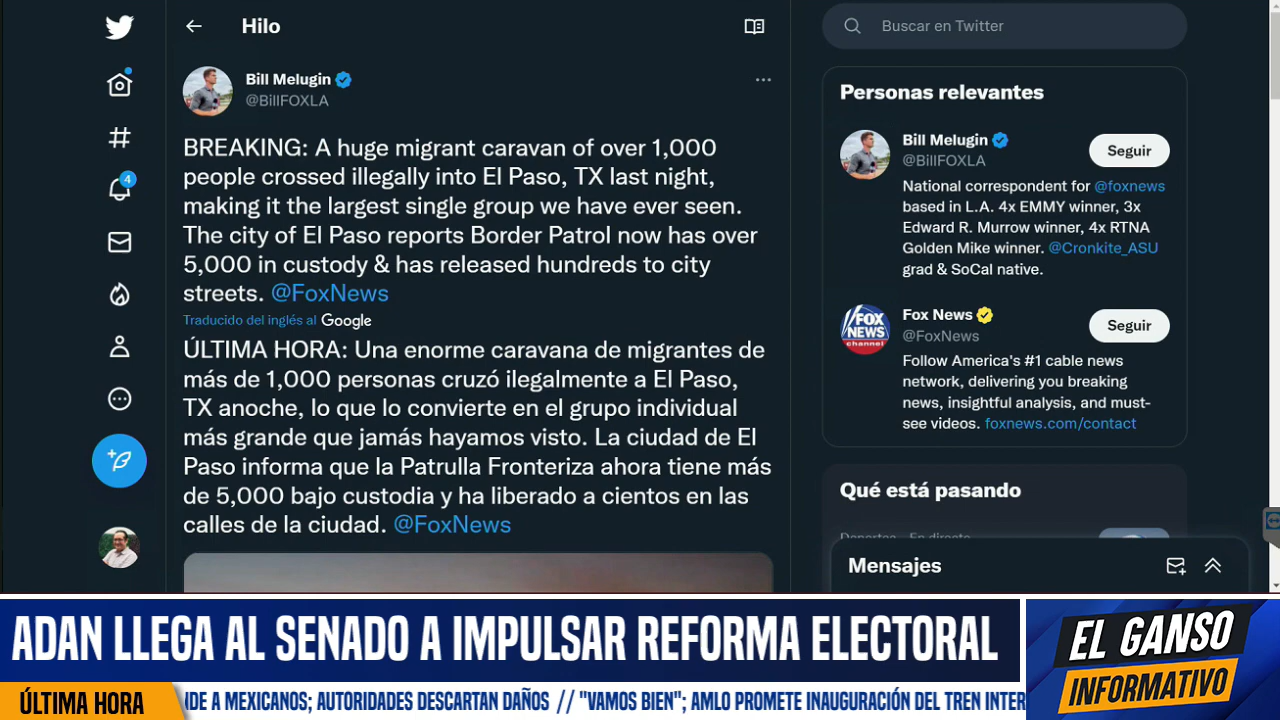 Hilo
Bill Melugin
@BillFOXLA
BREAKING: A huge migrant caravan of over 1,000
people crossed illegally into El Paso, TX last night,
making it the largest single group we have ever seen.
The city of El Paso reports Border Patrol now has over
5,000 in custody & has released hundreds to city
streets. @FoxNews
Traducido del inglés al Google
ÚLTIMA HORA: Una enorme caravana de migrantes de
más de 1,000 personas cruzó ilegalmente a El Paso,
TX anoche, lo que lo convierte en el grupo individual
más grande que jamás hayamos visto. La ciudad de El
Paso informa que la Patrulla Fronteriza ahora tiene más
de 5,000 bajo custodia y ha liberado a cientos en las
calles de la ciudad. @FoxNews
4
Buscar en Twitter
Personas relevantes
Bill Melugin
@BillFOXLA
Seguir
National correspondent for @foxnews
based in L.A. 4x EMMY winner, 3x
Edward R. Murrow winner, 4x RTNA
Golden Mike winner. @Cronkite_ASU
grad & SoCal native.
FOX
NEWS
channel
Fox News
@FoxNews
Seguir
Follow America's #1 cable news
network, delivering you breaking
news, insightful analysis, and must-
see videos. foxnews.com/contact
Qué está pasando
Deportes · En directo
Mensajes
ADAN LLEGA AL SENADO A IMPULSAR REFORMA ELECTORAL
EL GANSO
INFORMATIVO
ÚLTIMA HORA
NDE A MEXICANOS; AUTORIDADES DESCARTAN DAÑOS // "VAMOS BIEN"; AMLO PROMETE INAUGURACIÓN DEL TREN INTER